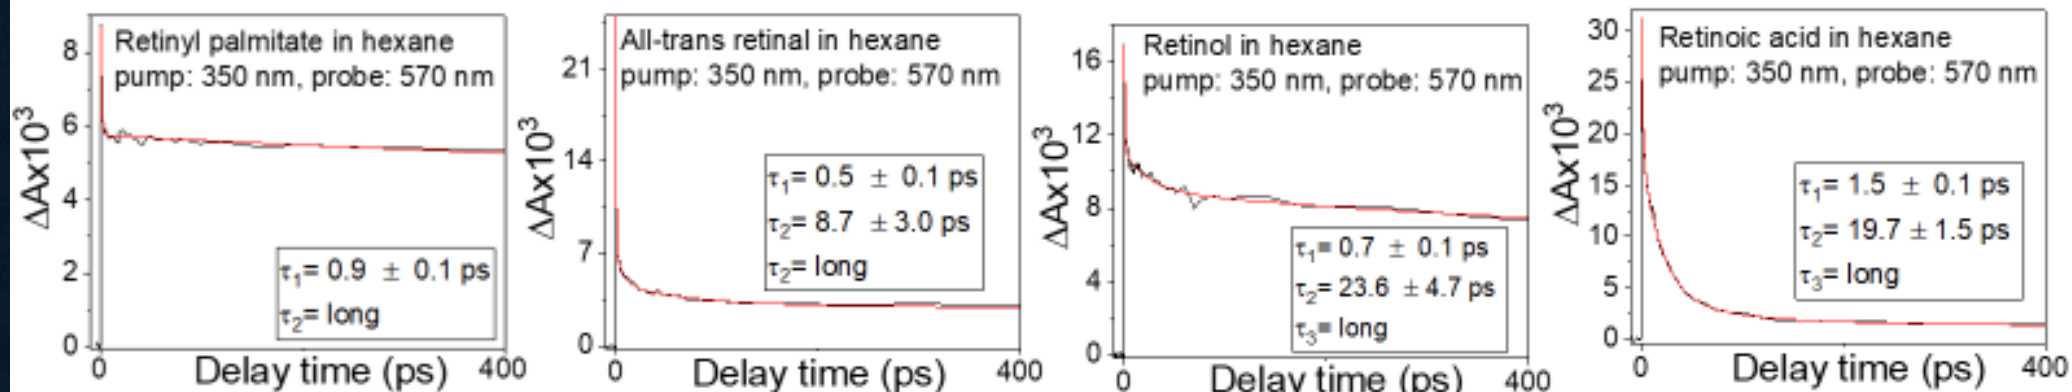 Retinyl palmitate in hexane
pump: 350 nm, probe: 570 nm
ΔAx10³
8
6
4
2
0
τ₁= 0.9 ± 0.1 ps
τ₂= long
0
Delay time (ps)
400
All-trans retinal in hexane
pump: 350 nm, probe: 570 nm
ΔAx10³
21
14
7
0
τ₁= 0.5 ± 0.1 ps
τ₂= 8.7 ± 3.0 ps
τ₂= long
0
Delay time (ps)
400
Retinol in hexane
pump: 350 nm, probe: 570 nm
ΔAx10³
16
12
8
4
0
τ₁= 0.7 ± 0.1 ps
τ₂= 23.6 ± 4.7 ps
τ₃= long
0
Delay time (ps)
400
Retinoic acid in hexane
pump: 350 nm, probe: 570 nm
ΔAx10³
30
25
20
15
10
5
0
τ₁= 1.5 ± 0.1 ps
τ₂= 19.7 ± 1.5 ps
τ₃= long
0
Delay time (ps)
400